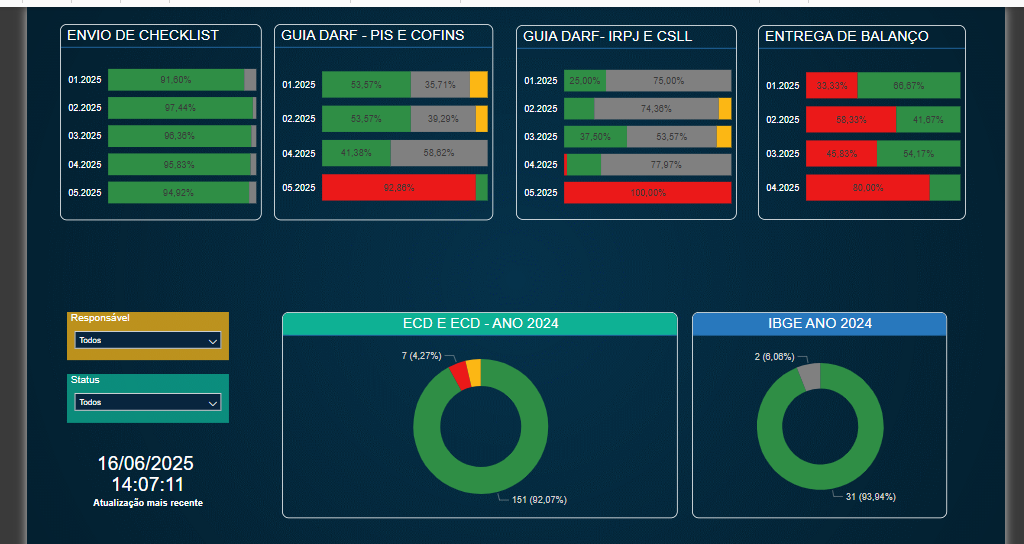 ENVIO DE CHECKLIST
01.2025 91,60%
02.2025 97,44%
03.2025 96,36%
04.2025 95,83%
05.2025 94,92%
GUIA DARF - PIS E COFINS
01.2025 53,57% 35,71%
02.2025 53,57% 39,29%
04.2025 41,38% 58,62%
05.2025 92,86%
GUIA DARF- IRPJ E CSLL
01.2025 25,00% 75,00%
02.2025 74,36%
03.2025 37,50% 53,57%
04.2025 77,97%
05.2025 100,00%
ENTREGA DE BALANÇO
01.2025 33,33% 66,67%
02.2025 58,33% 41,67%
03.2025 45,83% 54,17%
04.2025 80,00%
Responsável
Todos
Status
Todos
16/06/2025
14:07:11
Atualização mais recente
ECD E ECD - ANO 2024
7 (4,27%)
151 (92,07%)
IBGE ANO 2024
2 (6,06%)
31 (93,94%)